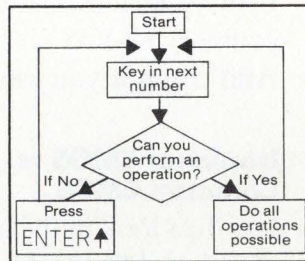 Start
Key in next
number
Can you
perform an
operation?
If No
If Yes
Press
ENTER↑
Do all
operations
possible